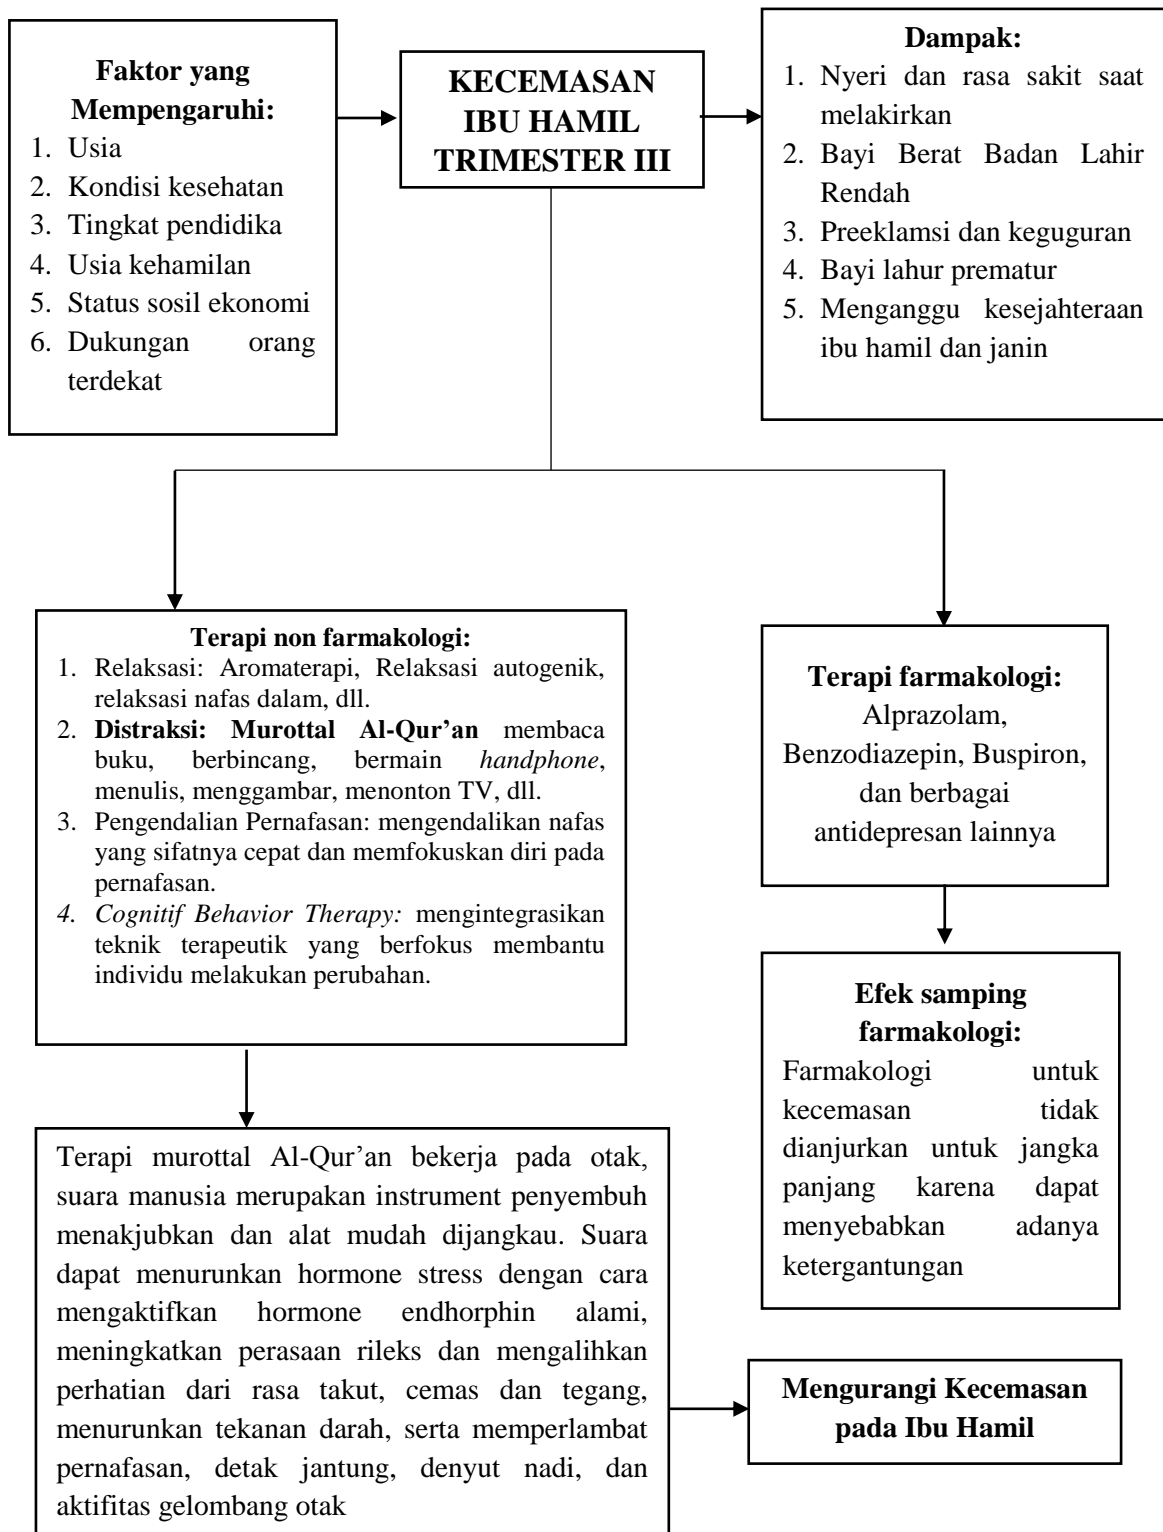 Faktor yang
Mempengaruhi:
1. Usia
2. Kondisi kesehatan
3. Tingkat pendidika
4. Usia kehamilan
5. Status sosil ekonomi
6. Dukungan orang
terdekat
KECEMASAN
IBU HAMIL
TRIMESTER III
Dampak:
1. Nyeri dan rasa sakit saat
melakirkan
2. Bayi Berat Badan Lahir
Rendah
3. Preeklamsi dan keguguran
4. Bayi lahur prematur
5. Menganggu kesejahteraan
ibu hamil dan janin
Terapi non farmakologi:
1. Relaksasi: Aromaterapi, Relaksasi autogenik,
relaksasi nafas dalam, dll.
2. Distraksi: Murottal Al-Qur’an membaca
buku, berbincang, bermain handphone,
menulis, menggambar, menonton TV, dll.
3. Pengendalian Pernafasan: mengendalikan nafas
yang sifatnya cepat dan memfokuskan diri pada
pernafasan.
4. Cognitif Behavior Therapy: mengintegrasikan
teknik terapeutik yang berfokus membantu
individu melakukan perubahan.
Terapi farmakologi:
Alprazolam,
Benzodiazepin, Buspiron,
dan berbagai
antidepresan lainnya
Efek samping
farmakologi:
Farmakologi untuk
kecemasan tidak
dianjurkan untuk jangka
panjang karena dapat
menyebabkan adanya
ketergantungan
Terapi murottal Al-Qur’an bekerja pada otak,
suara manusia merupakan instrument penyembuh
menakjubkan dan alat mudah dijangkau. Suara
dapat menurunkan hormone stress dengan cara
mengaktifkan hormone endhorphin alami,
meningkatkan perasaan rileks dan mengalihkan
perhatian dari rasa takut, cemas dan tegang,
menurunkan tekanan darah, serta memperlambat
pernafasan, detak jantung, denyut nadi, dan
aktifitas gelombang otak
Mengurangi Kecemasan
pada Ibu Hamil